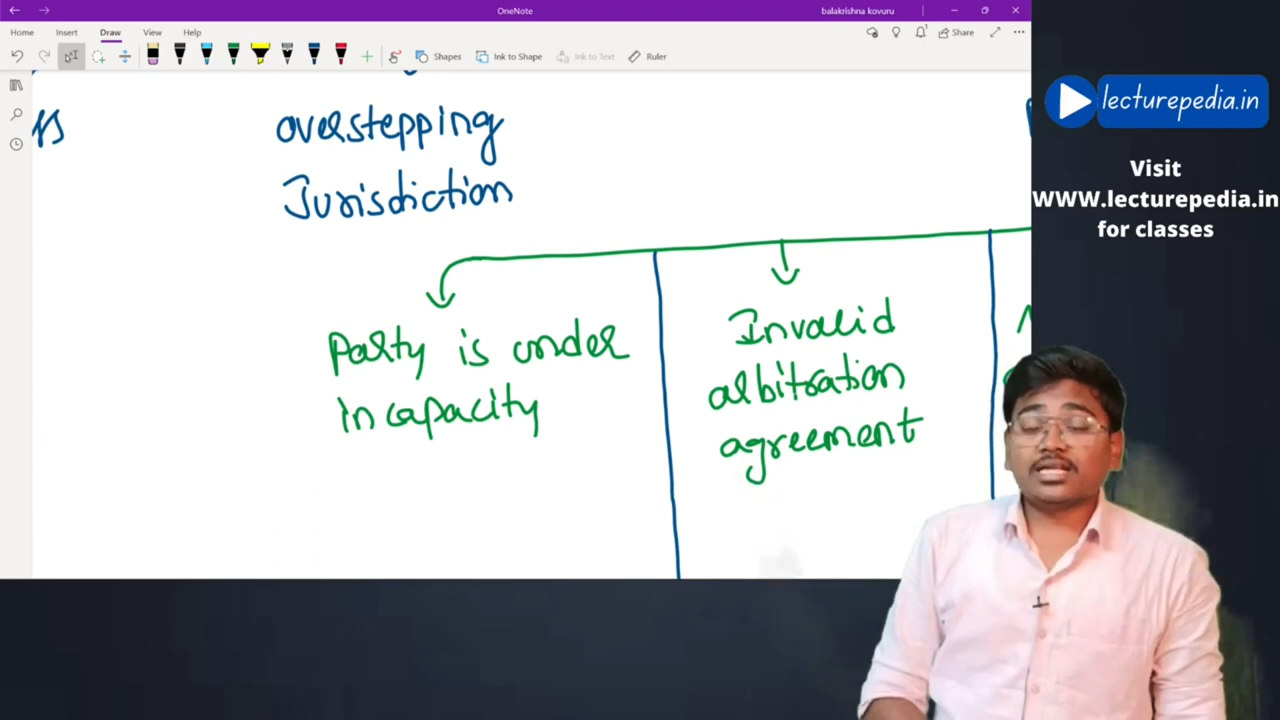 OneNote
balakrishna kovuru
Home Insert Draw View Help
Share
Shapes Ink to Shape Ink to Text Ruler
overstepping
Jurisdiction
Party is under
incapacity
Invalid
arbitration
agreement
lecturepedia.in
Visit
WWW.lecturepedia.in
for classes